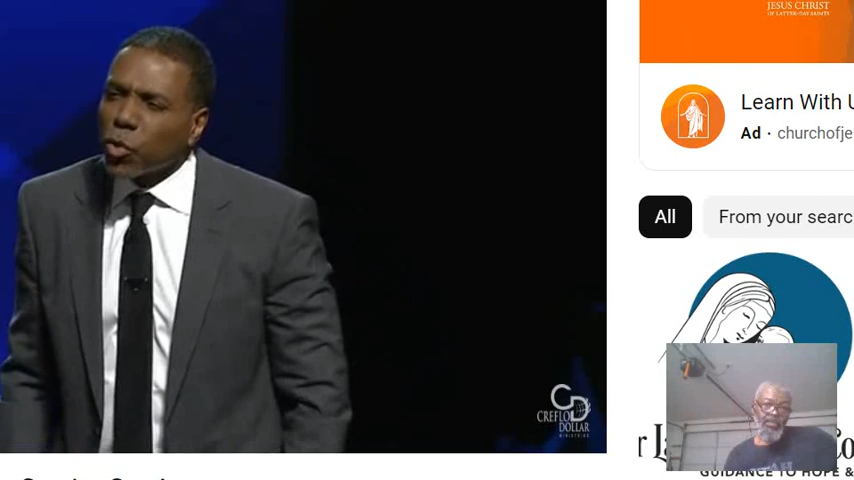 JESUS CHRIST
OF LATTER-DAY SAINTS
Learn With U
Ad · churchofje
All
From your searc
CREFLO
DOLLAR
MINISTRIES
GUIDANCE TO HOPE &